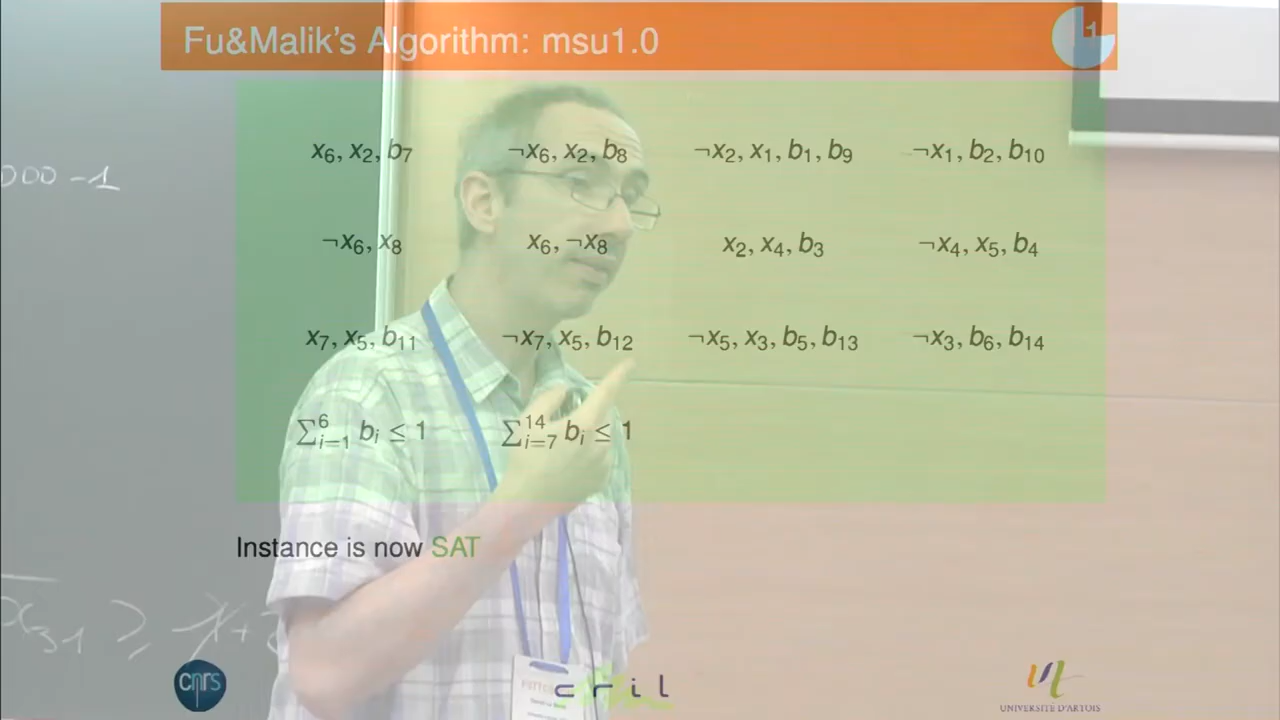 Fu&Malik's Algorithm: msu1.0
1
x₆, x₂, b₇ ¬x₆, x₂, b₈ ¬x₂, x₁, b₁, b₉ ¬x₁, b₂, b₁₀
000 -1
¬x₆, x₈ x₆, ¬x₈ x₂, x₄, b₃ ¬x₄, x₅, b₄
x₇, x₅, b₁₁ ¬x₇, x₅, b₁₂ ¬x₅, x₃, b₅, b₁₃ ¬x₃, b₆, b₁₄
∑⁶ᵢ₌₁ bᵢ ≤ 1 ∑¹⁴ᵢ₌₇ bᵢ ≤ 1
Instance is now SAT
cnrs
cril
UNIVERSITÉ D'ARTOIS